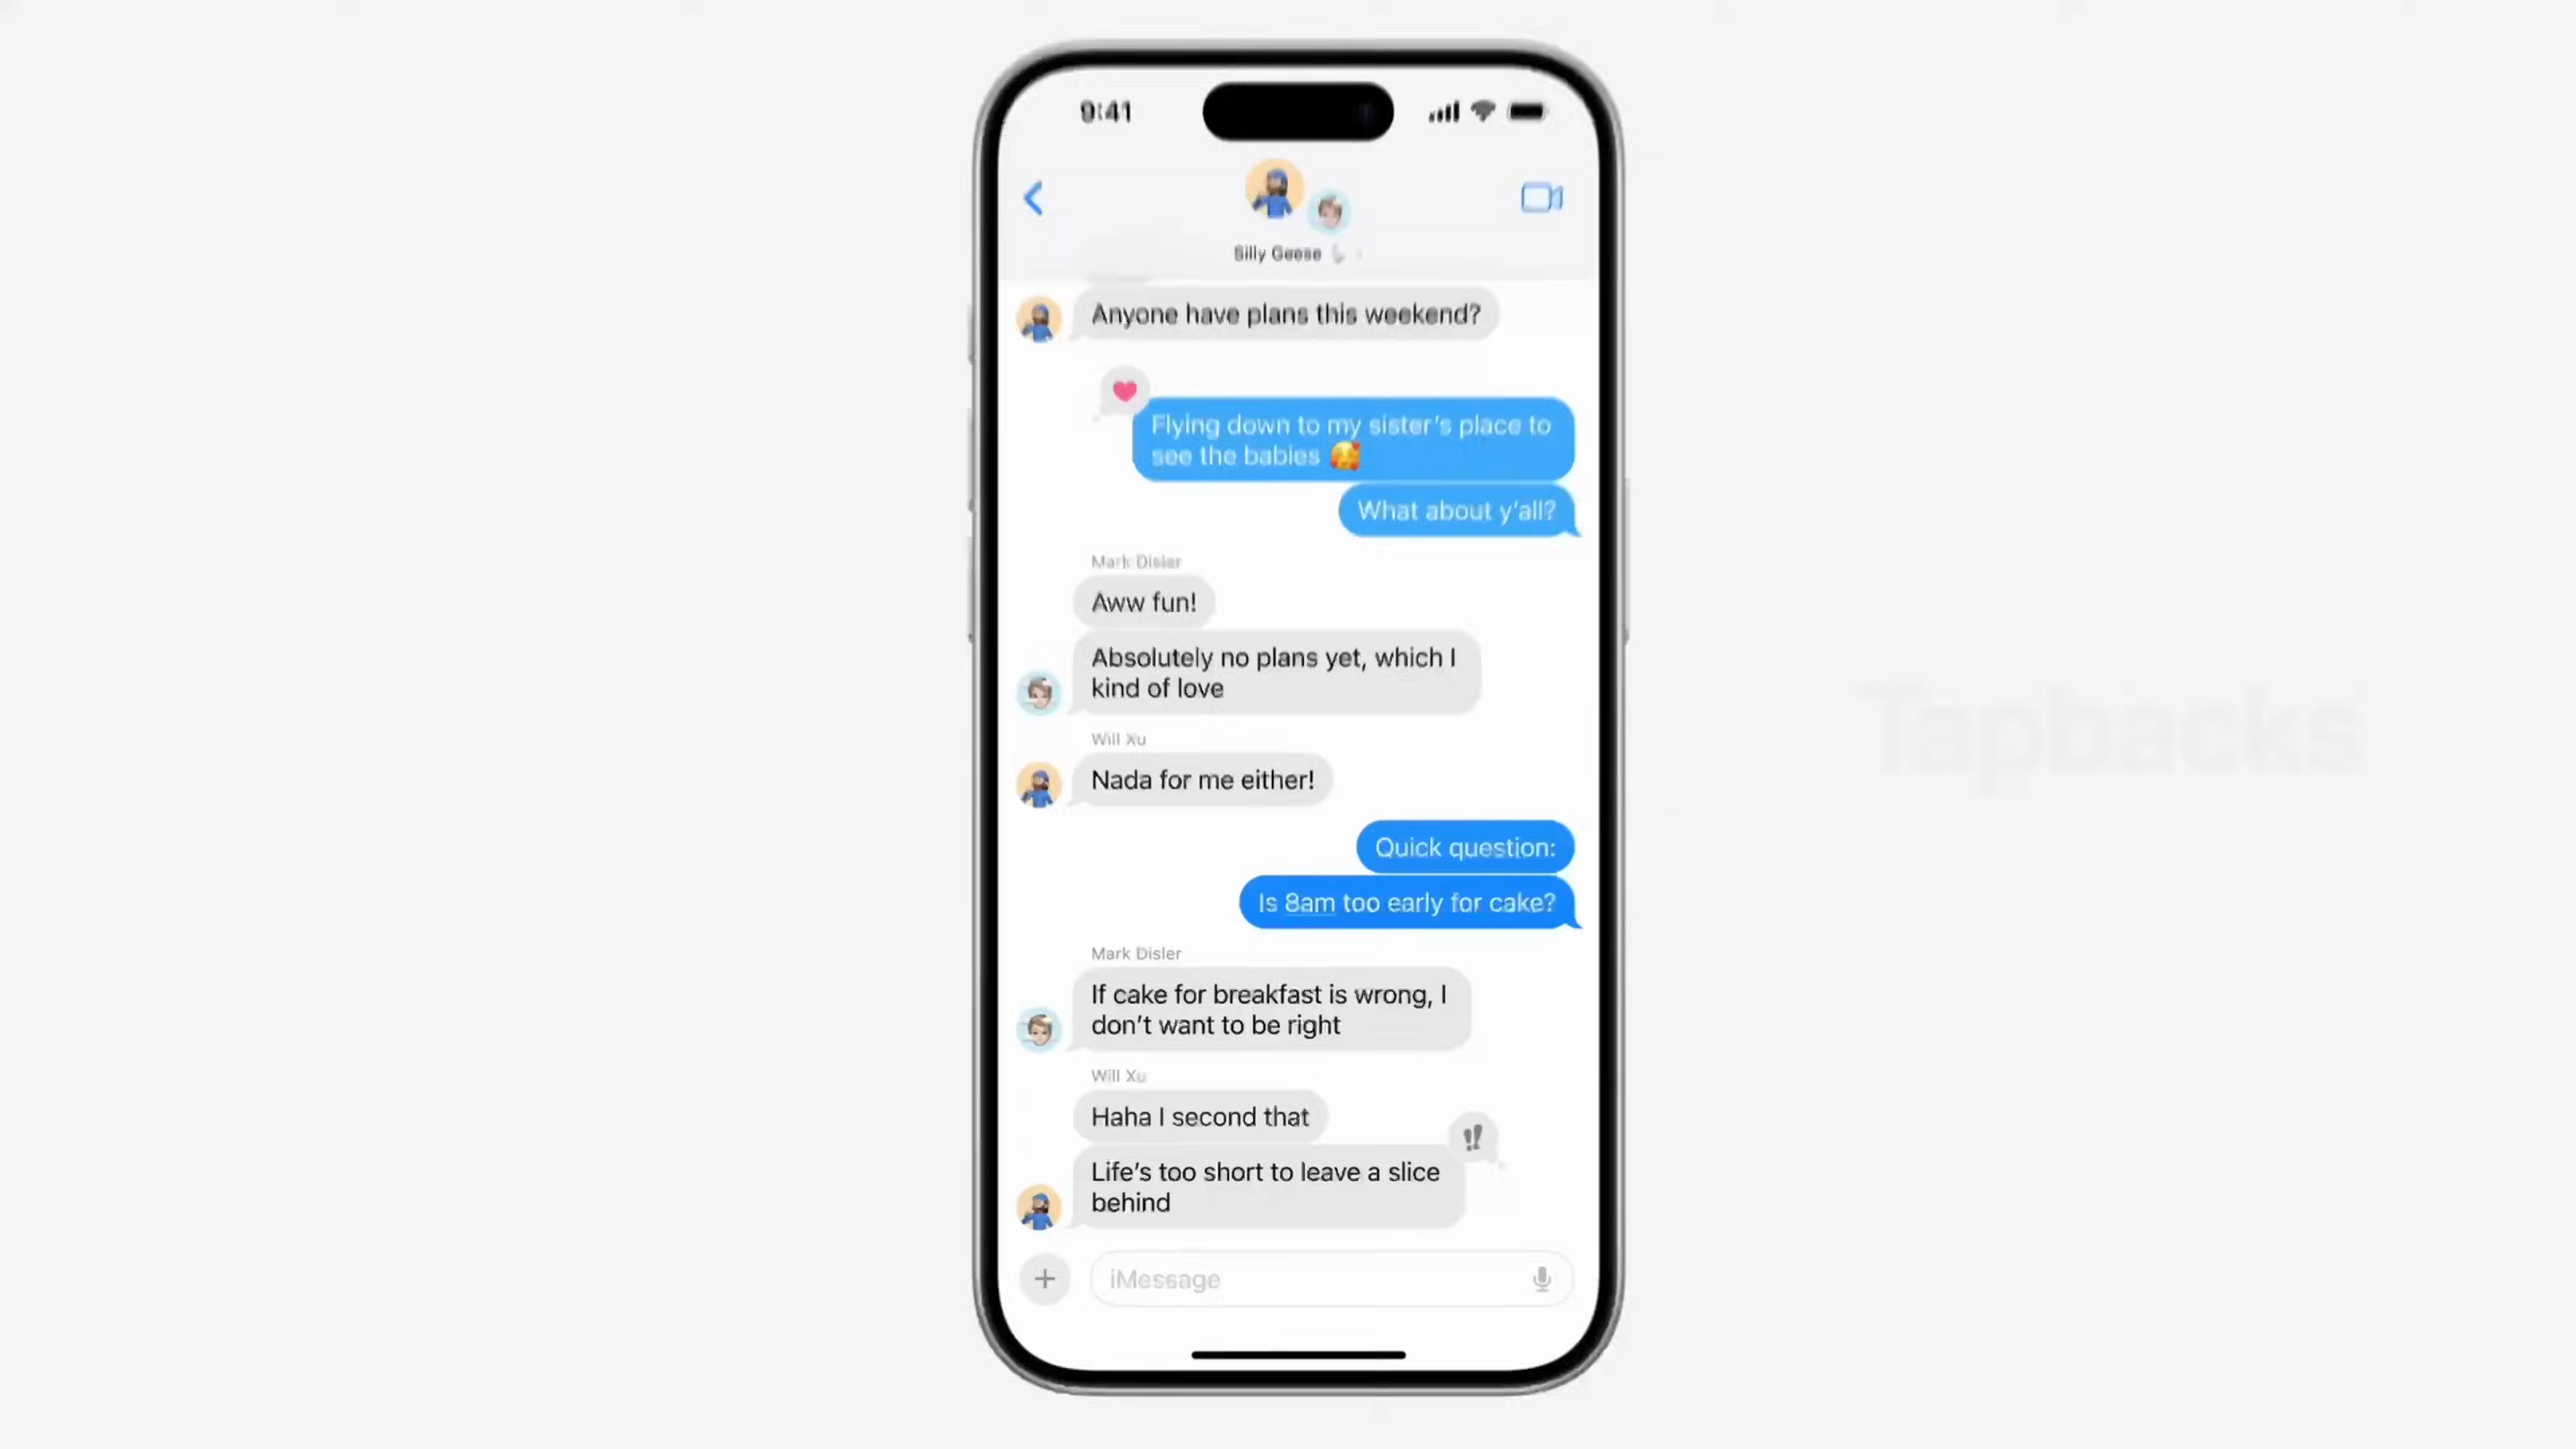 9:41
Silly Geese
Anyone have plans this weekend?
Flying down to my sister's place to
see the babies 🥰
What about y'all?
Mark Disler
Aww fun!
Absolutely no plans yet, which I
kind of love
Will Xu
Nada for me either!
Tapbacks
Quick question:
Is 8am too early for cake?
Mark Disler
If cake for breakfast is wrong, I
don't want to be right
Will Xu
Haha I second that
Life's too short to leave a slice
behind
iMessage